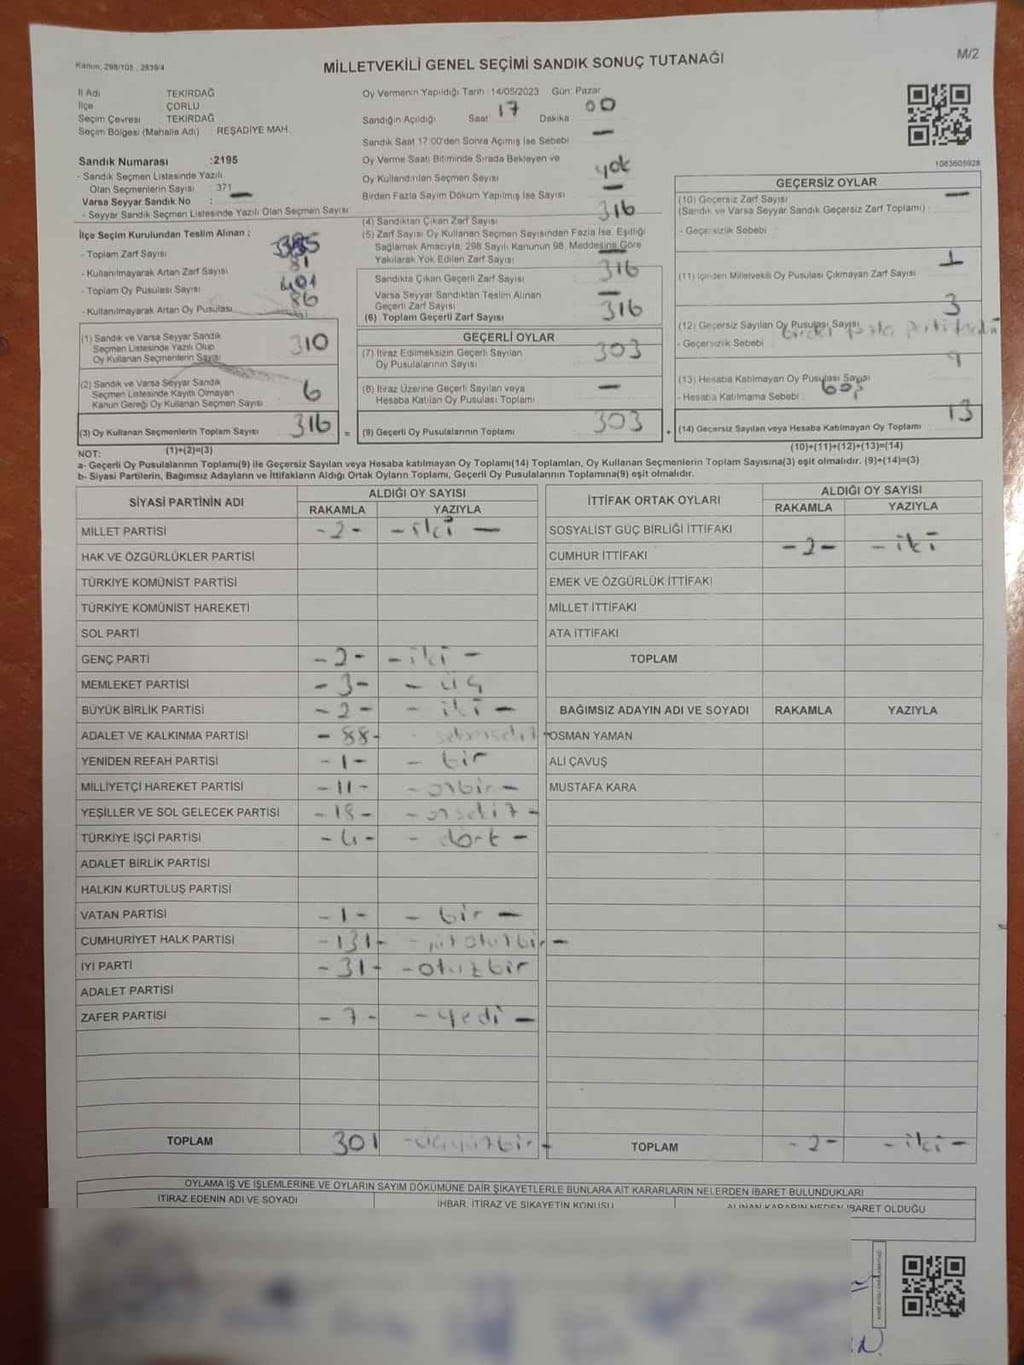 Kanun: 298/105 , 2839/4
MİLLETVEKİLİ GENEL SEÇİMİ SANDIK SONUÇ TUTANAĞI
M/2
İl Adı TEKİRDAĞ
İlçe ÇORLU
Seçim Çevresi TEKİRDAĞ
Seçim Bölgesi (Mahalle Adı) : REŞADİYE MAH.
Sandık Numarası :2195
- Sandık Seçmen Listesinde Yazılı
Olan Seçmenlerin Sayısı : 371
Varsa Seyyar Sandık No : —
- Seyyar Sandık Seçmen Listesinde Yazılı Olan Seçmen Sayısı
İlçe Seçim Kurulundan Teslim Alınan ;
- Toplam Zarf Sayısı
- Kullanılmayarak Artan Zarf Sayısı 81
- Toplam Oy Pusulası Sayısı 401
- Kullanılmayarak Artan Oy Pusulası 86
(1) Sandık ve Varsa Seyyar Sandık
Seçmen Listesinde Yazılı Olup
Oy Kullanan Seçmenlerin Sayısı 310
(2) Sandık ve Varsa Seyyar Sandık
Seçmen Listesinde Kayıtlı Olmayan
Kanun Gereği Oy Kullanan Seçmen Sayısı 6
(3) Oy Kullanan Seçmenlerin Toplam Sayısı 316 =
(1)+(2)=(3)
Oy Vermenin Yapıldığı Tarih :14/05/2023 Gün: Pazar
Sandığın Açıldığı Saat 17 Dakika 00
Sandık Saat 17:00'den Sonra Açılmış İse Sebebi —
Oy Verme Saati Bitiminde Sırada Bekleyen ve
Oy Kullandırılan Seçmen Sayısı yok
Birden Fazla Sayım Döküm Yapılmış İse Sayısı —
(4) Sandıktan Çıkan Zarf Sayısı 316
(5) Zarf Sayısı Oy Kullanan Seçmen Sayısından Fazla İse, Eşitliği
Sağlamak Amacıyla, 298 Sayılı Kanunun 98. Maddesine Göre
Yakılarak Yok Edilen Zarf Sayısı —
Sandıkta Çıkan Geçerli Zarf Sayısı 316
Varsa Seyyar Sandıktan Teslim Alınan
Geçerli Zarf Sayısı —
(6) Toplam Geçerli Zarf Sayısı 316
GEÇERLİ OYLAR
(7) İtiraz Edilmeksizin Geçerli Sayılan
Oy Pusulalarının Sayısı 303
(8) İtiraz Üzerine Geçerli Sayılan veya
Hesaba Katılan Oy Pusulası Toplamı —
(9) Geçerli Oy Pusulalarının Toplamı 303 +
1083605928
GEÇERSİZ OYLAR
(10) Geçersiz Zarf Sayısı —
(Sandık ve Varsa Seyyar Sandık Geçersiz Zarf Toplamı)
- Geçersizlik Sebebi
(11) İçinden Milletvekili Oy Pusulası Çıkmayan Zarf Sayısı 1
(12) Geçersiz Sayılan Oy Pusulası Sayısı 3
- Geçersizlik Sebebi
(13) Hesaba Katılmayan Oy Pusulası Sayısı 9
- Hesaba Katılmama Sebebi
(14) Geçersiz Sayılan veya Hesaba Katılmayan Oy Toplamı 13
(10)+(11)+(12)+(13)=(14)
NOT:
a- Geçerli Oy Pusulalarının Toplamı(9) ile Geçersiz Sayılan veya Hesaba katılmayan Oy Toplamı(14) Toplamları, Oy Kullanan Seçmenlerin Toplam Sayısına(3) eşit olmalıdır. (9)+(14)=(3)
b- Siyasi Partilerin, Bağımsız Adayların ve İttifakların Aldığı Ortak Oyların Toplamı, Geçerli Oy Pusulalarının Toplamına(9) eşit olmalıdır.
SİYASİ PARTİNİN ADI ALDIĞI OY SAYISI
RAKAMLA YAZIYLA
MİLLET PARTİSİ -2- - iki —
HAK VE ÖZGÜRLÜKLER PARTİSİ
TÜRKİYE KOMÜNİST PARTİSİ
TÜRKİYE KOMÜNİST HAREKETİ
SOL PARTİ
GENÇ PARTİ -2- - iki -
MEMLEKET PARTİSİ -3- - üç
BÜYÜK BİRLİK PARTİSİ -2- - iki -
ADALET VE KALKINMA PARTİSİ -88- - seksensekiz
YENİDEN REFAH PARTİSİ -1- - bir
MİLLİYETÇİ HAREKET PARTİSİ -11- - onbir -
YEŞİLLER VE SOL GELECEK PARTİSİ -18- - onsekiz -
TÜRKİYE İŞÇİ PARTİSİ -4- - dört -
ADALET BİRLİK PARTİSİ
HALKIN KURTULUŞ PARTİSİ
VATAN PARTİSİ -1- - bir -
CUMHURİYET HALK PARTİSİ -131- - yüzotuzbir -
İYİ PARTİ -31- - otuzbir
ADALET PARTİSİ
ZAFER PARTİSİ -7- - yedi -
TOPLAM 301 - üçyüzbir -
İTTİFAK ORTAK OYLARI ALDIĞI OY SAYISI
RAKAMLA YAZIYLA
SOSYALİST GÜÇ BİRLİĞİ İTTİFAKI
CUMHUR İTTİFAKI -2- - iki
EMEK VE ÖZGÜRLÜK İTTİFAKI
MİLLET İTTİFAKI
ATA İTTİFAKI
TOPLAM
BAĞIMSIZ ADAYIN ADI VE SOYADI RAKAMLA YAZIYLA
OSMAN YAMAN
ALİ ÇAVUŞ
MUSTAFA KARA
TOPLAM -2- - iki -
OYLAMA İŞ VE İŞLEMLERİNE VE OYLARIN SAYIM DÖKÜMÜNE DAİR ŞİKAYETLERLE BUNLARA AİT KARARLARIN NELERDEN İBARET BULUNDUKLARI
İTİRAZ EDENİN ADI VE SOYADI İHBAR, İTİRAZ VE ŞİKAYETİN KONUSU ALINAN KARARIN NEDEN İBARET OLDUĞU